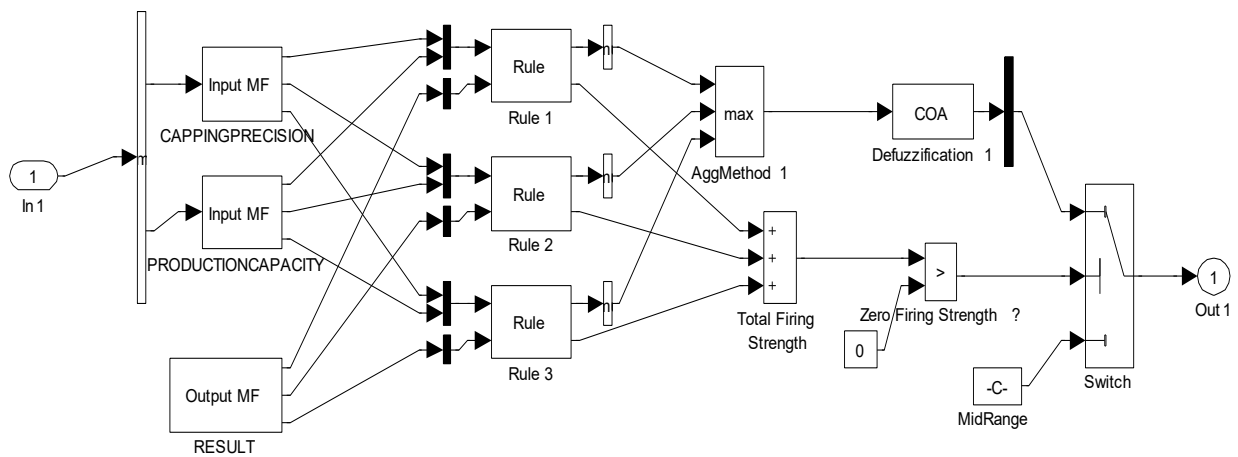 1
In 1
Input MF
CAPPINGPRECISION
Input MF
PRODUCTIONCAPACITY
Output MF
RESULT
Rule
Rule 1
Rule
Rule 2
Rule
Rule 3
max
AggMethod 1
COA
Defuzzification 1
+
+
+
Total Firing
Strength
>
Zero Firing Strength ?
0
-C-
MidRange
Switch
1
Out 1